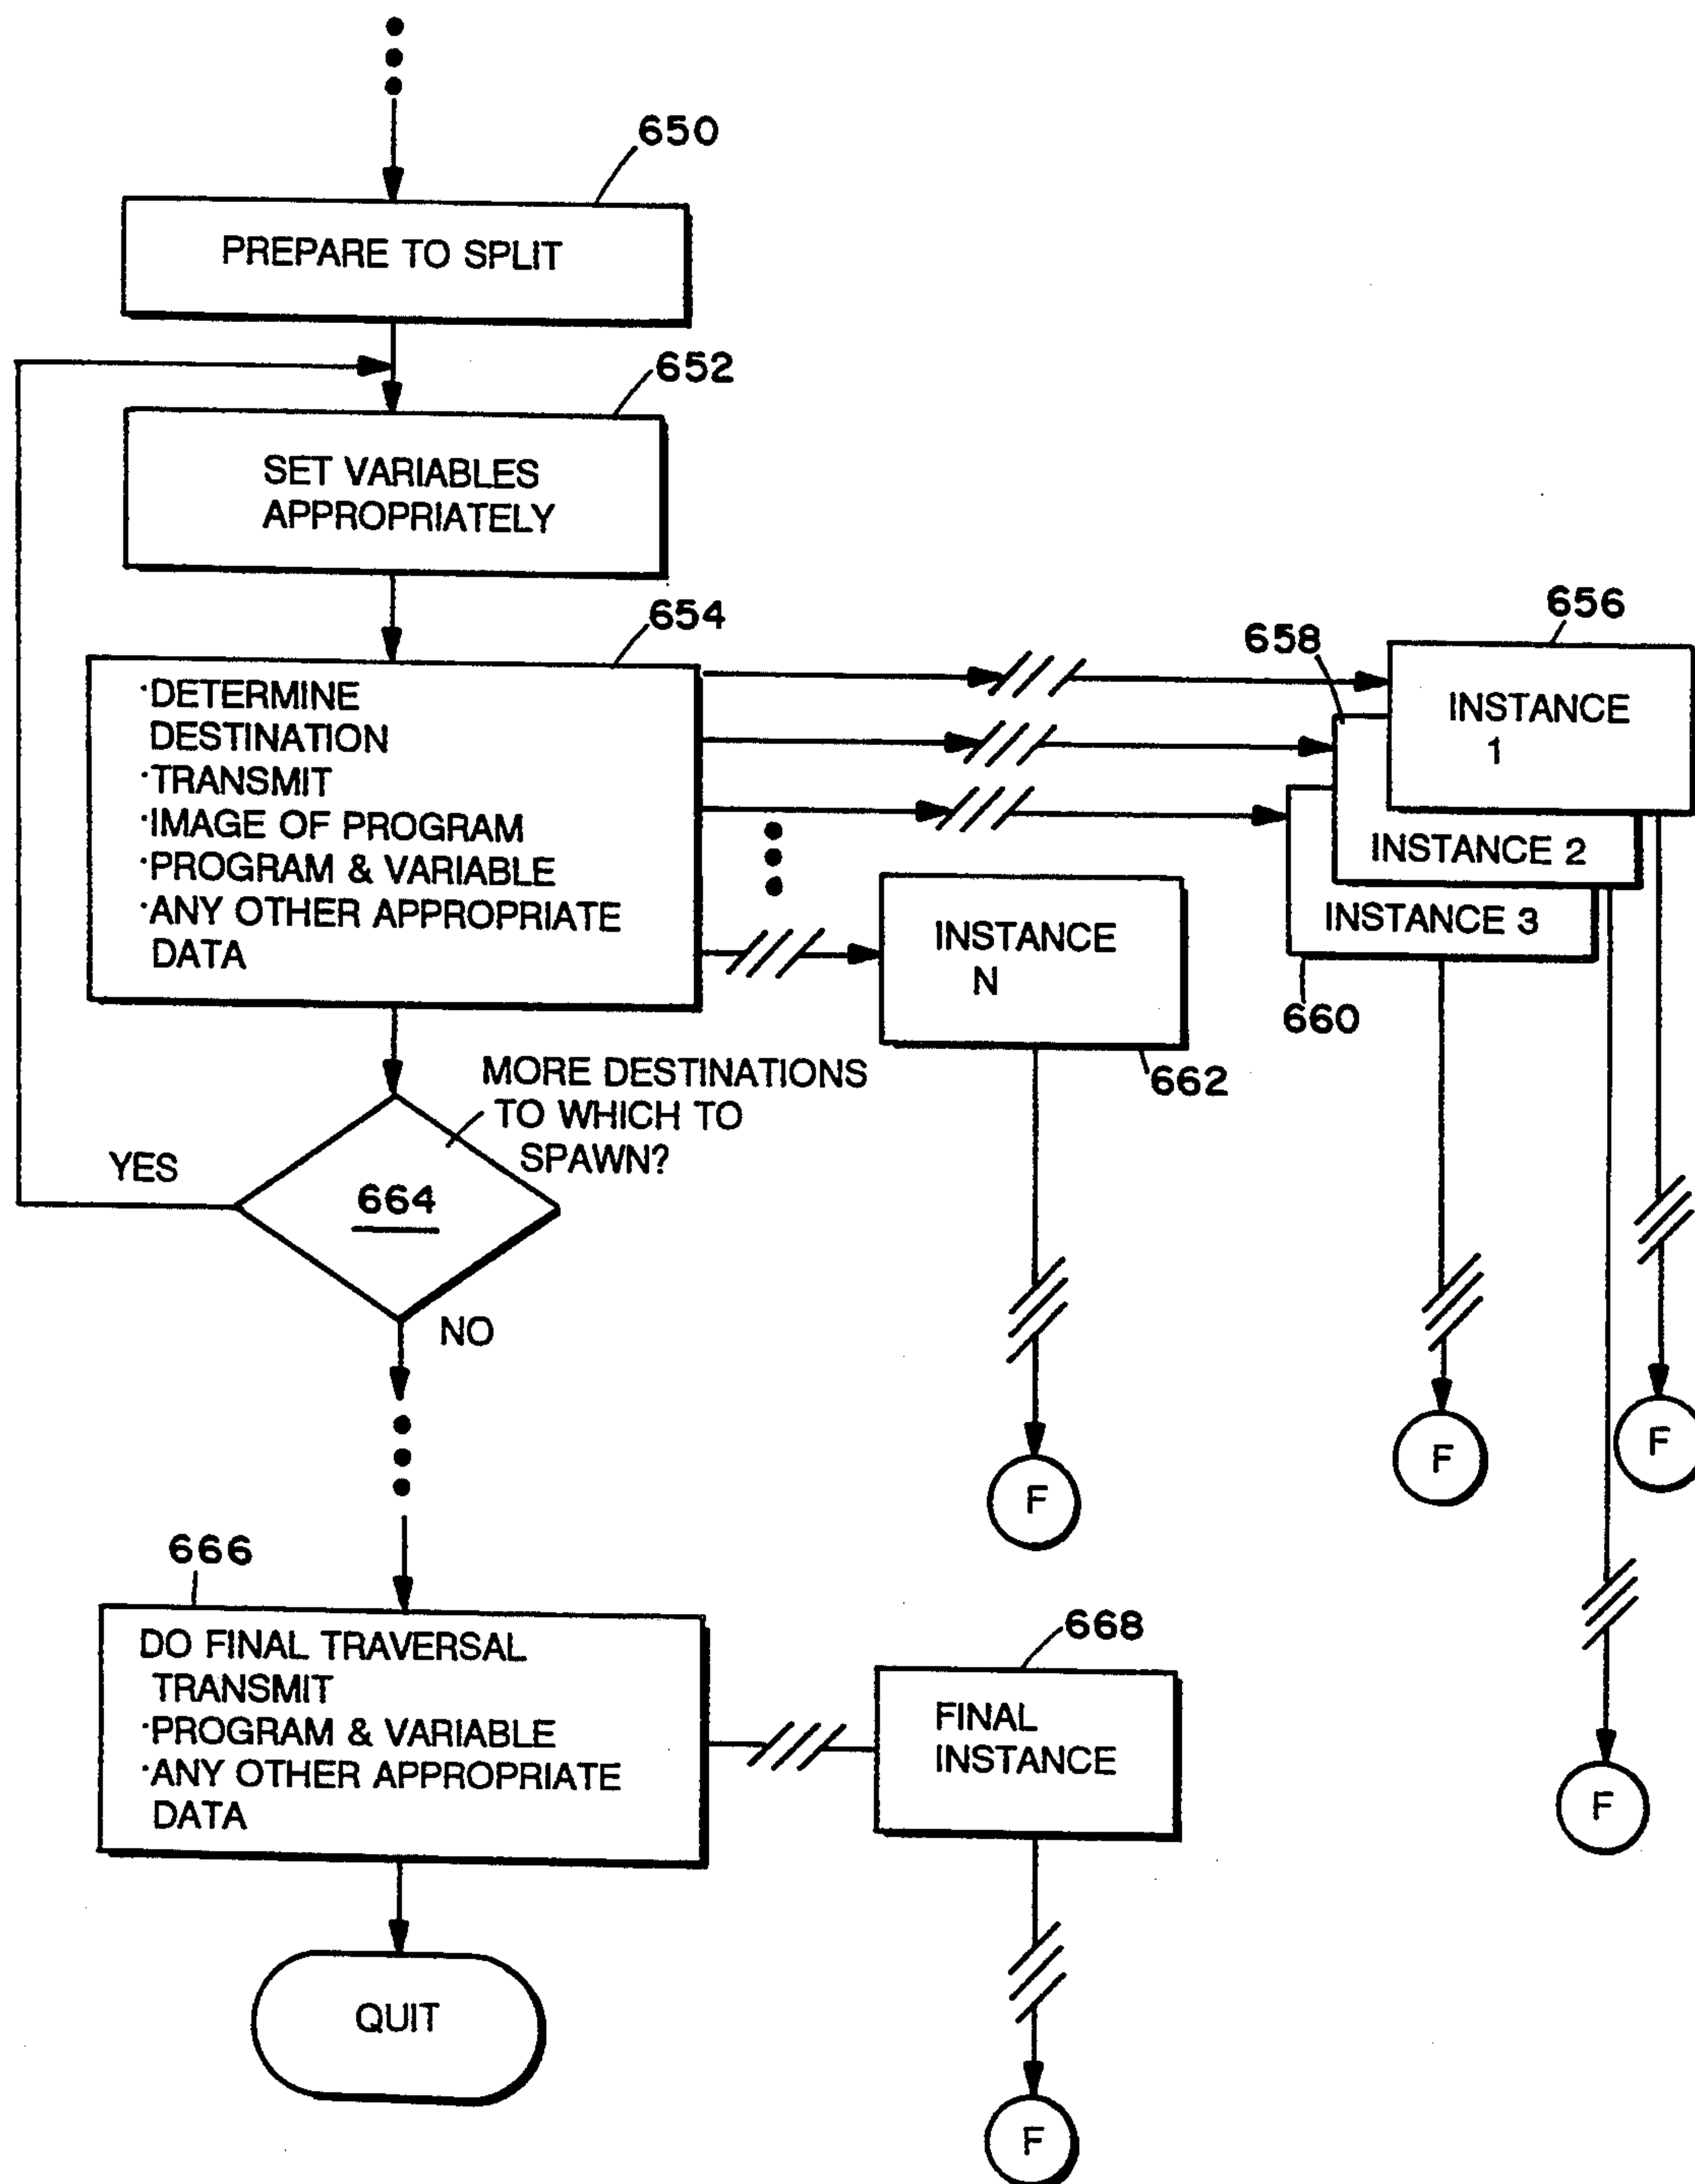 650
PREPARE TO SPLIT
652
SET VARIABLES
APPROPRIATELY
654
656
658
·DETERMINE
DESTINATION
·TRANSMIT
·IMAGE OF PROGRAM
·PROGRAM & VARIABLE
·ANY OTHER APPROPRIATE
DATA
INSTANCE
1
INSTANCE 2
INSTANCE 3
660
INSTANCE
N
662
MORE DESTINATIONS
TO WHICH TO
SPAWN?
YES
664
NO
F
F
F
F
666
DO FINAL TRAVERSAL
TRANSMIT
·PROGRAM & VARIABLE
·ANY OTHER APPROPRIATE
DATA
668
FINAL
INSTANCE
QUIT
F